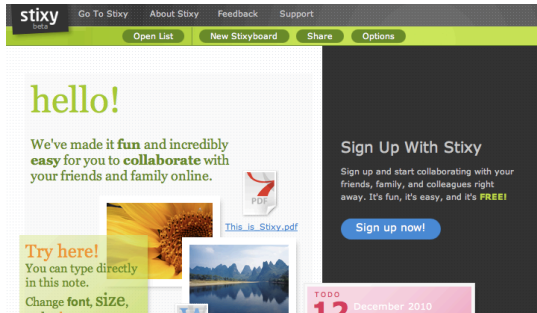 stixy
beta
Go To Stixy About Stixy Feedback Support
Open List New Stixyboard Share Options
hello!
We've made it fun and incredibly
easy for you to collaborate with
your friends and family online.
PDF
This is Stixy.pdf
Sign Up With Stixy
Sign up and start collaborating with your
friends, family, and colleagues right
away. It's fun, it's easy, and it's FREE!
Sign up now!
Try here!
You can type directly
in this note.
Change font, size,
W
TODO
12 December 2010